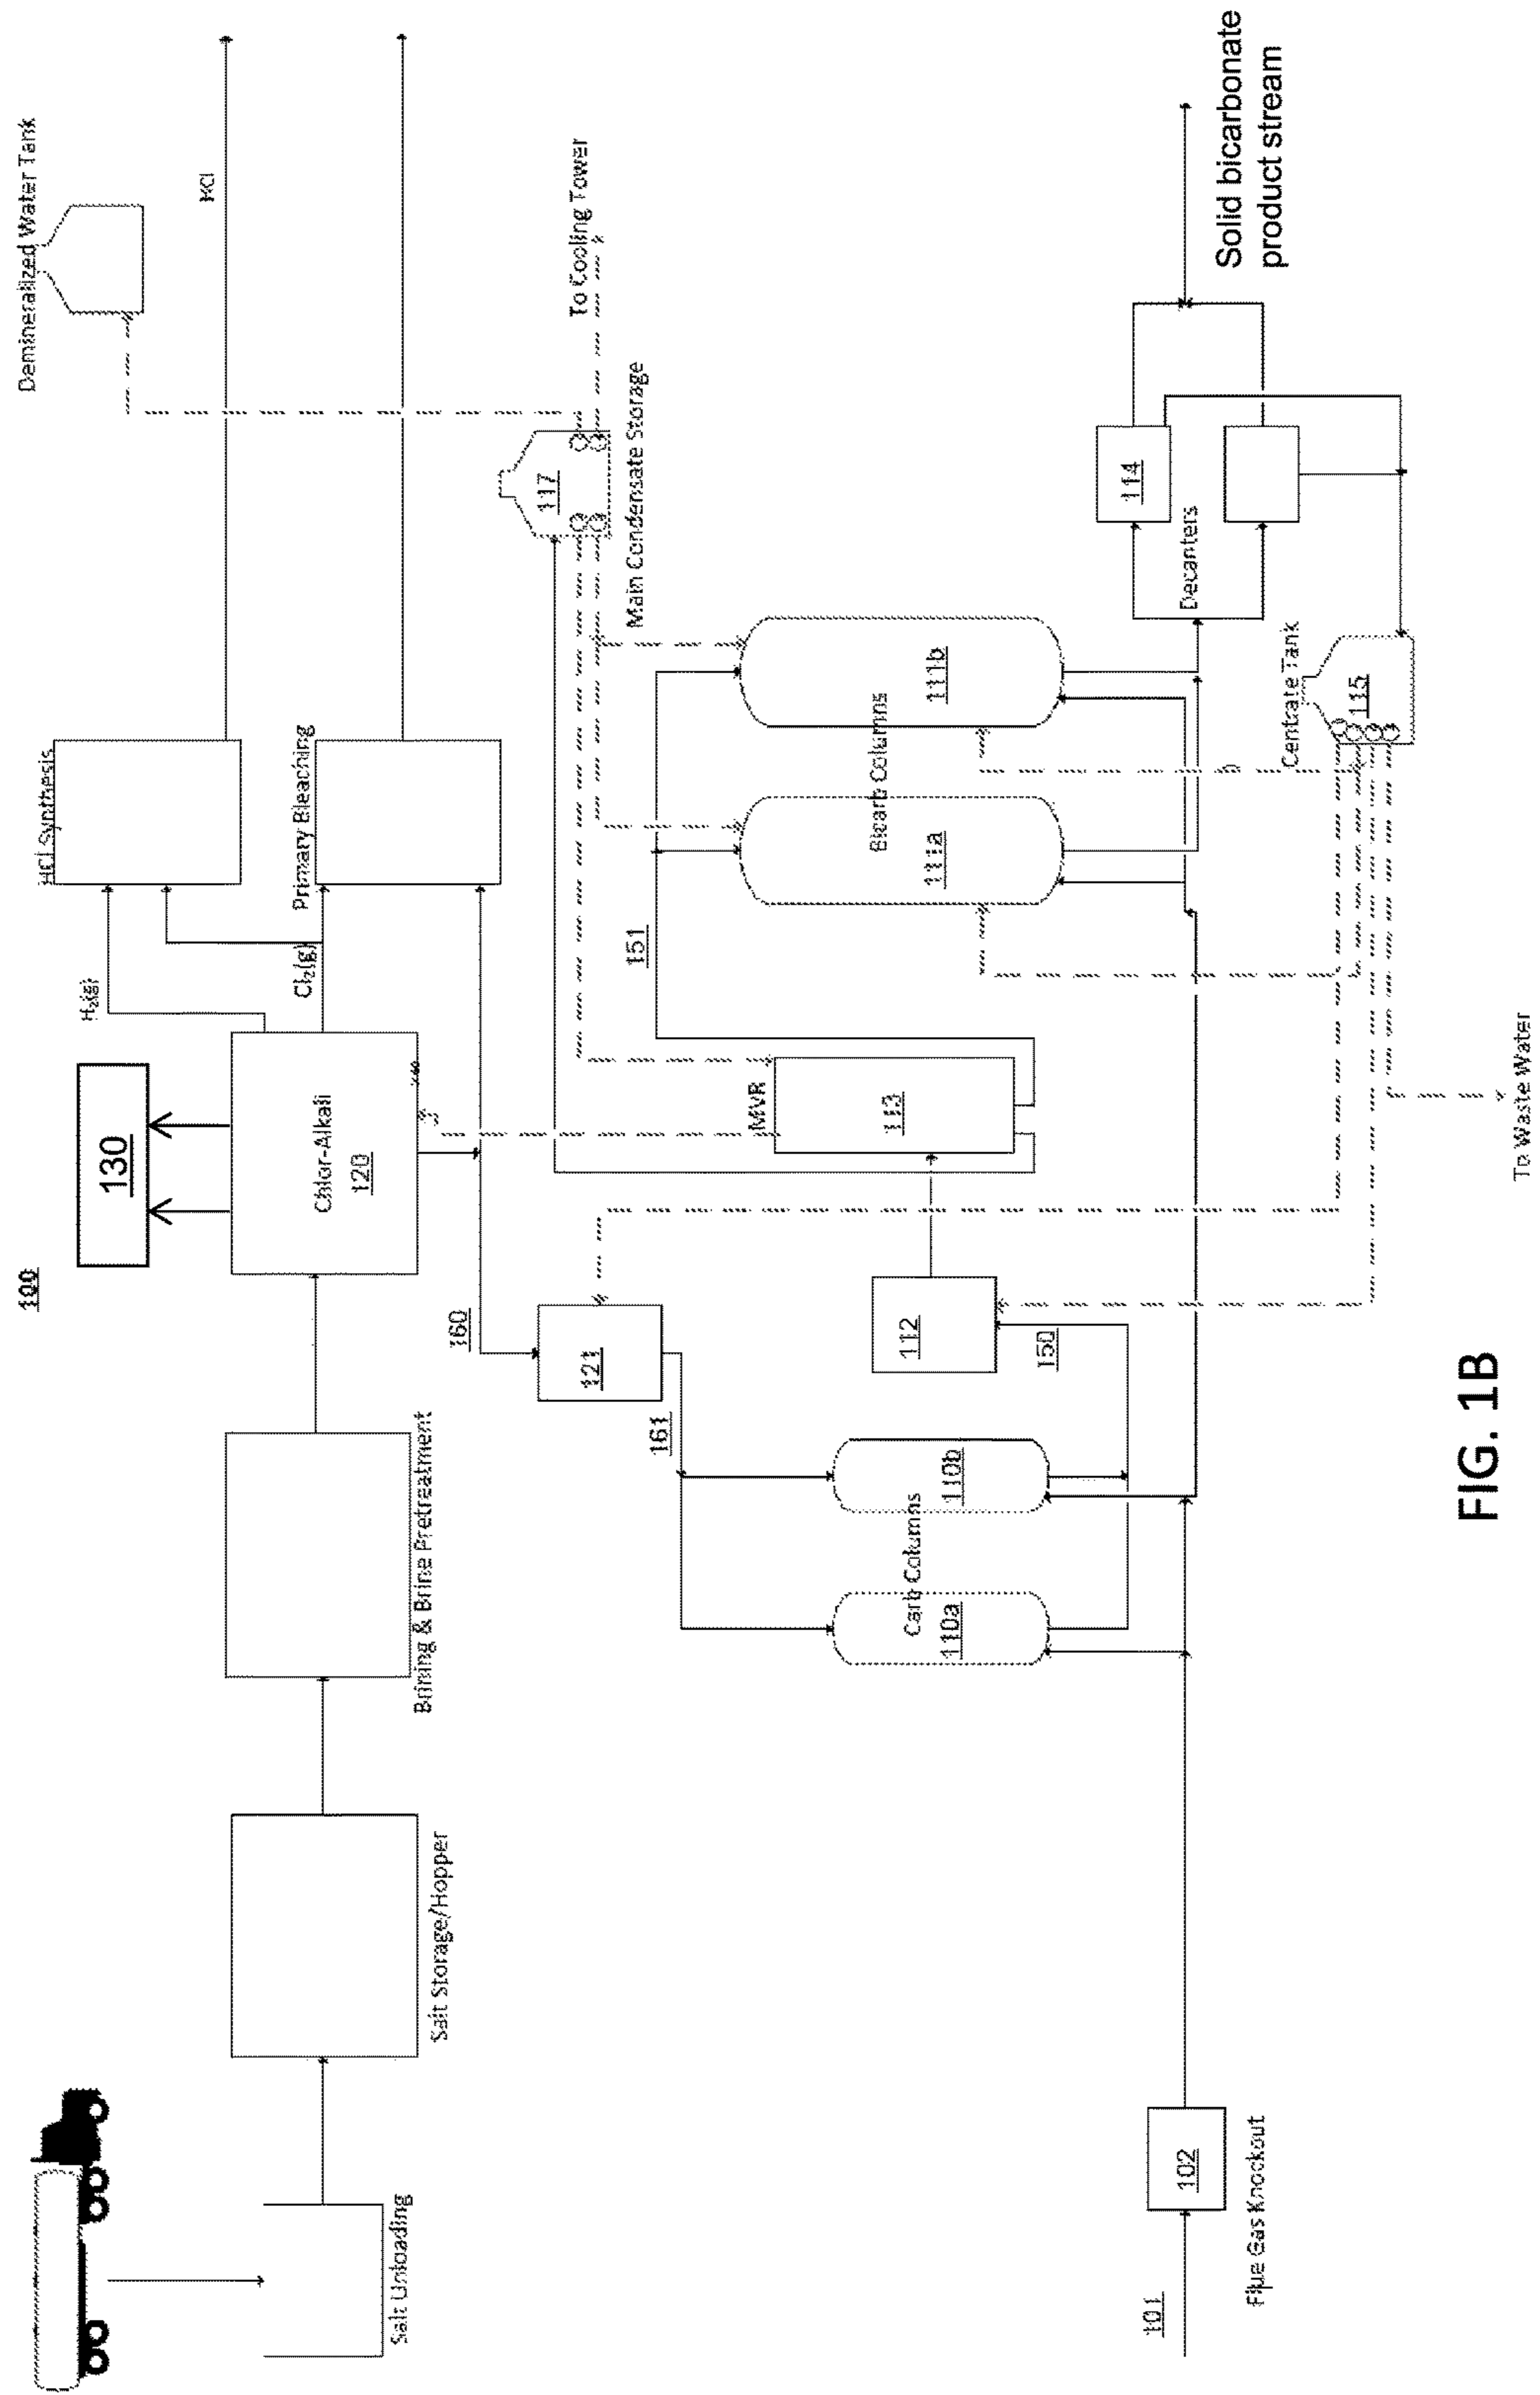 100
Demineralized Water Tank
HCl
HCl Synthesis
H₂(g)
130
Primary Bleaching
Cl₂(g)
Chlor-Alkali
120
Brining & Brine Pretreatment
Salt Storage/Hopper
Salt Unloading
To Cooling Tower
117
Main Condensate Storage
160
121
161
151
MVR
113
112
150
Bicarb Columns
111a
111b
Carb Columns
110a
110b
Decanters
114
Solid bicarbonate
product stream
Centrate Tank
115
To Waste Water
101
102
Flue Gas Knockout
FIG. 1B